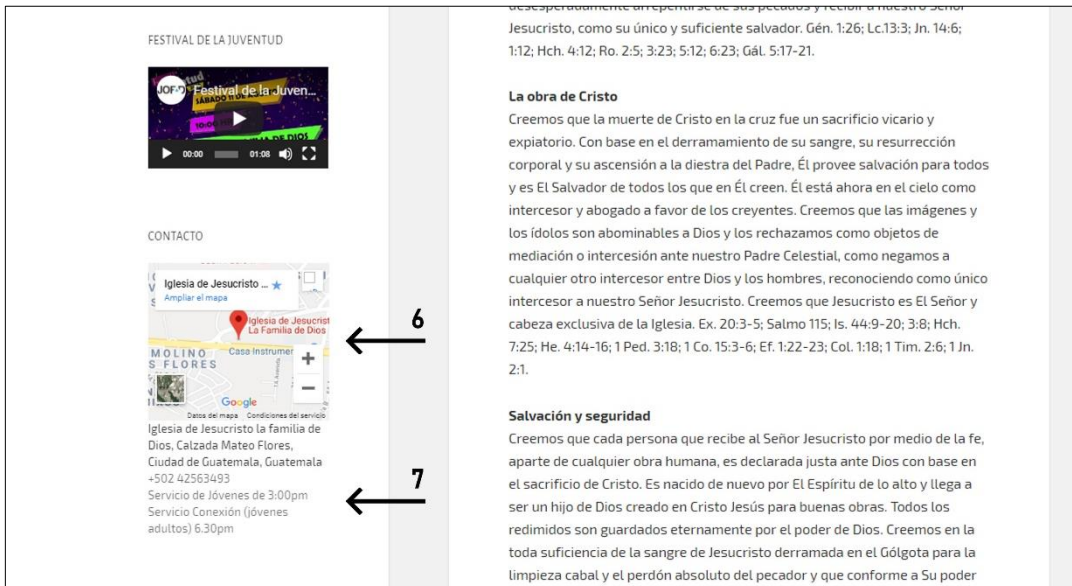 FESTIVAL DE LA JUVENTUD
JOF
Festival de la Juven...
SÁBADO 11 DE
DE DIOS
00:00 01:08
CONTACTO
Iglesia de Jesucristo ...
Ampliar el mapa
Iglesia de Jesucrist
La Familia de Dios
Casa Instrumen
MOLINO
S FLORES
Google
Datos del mapa Condiciones del servicio
Iglesia de Jesucristo la familia de
Dios, Calzada Mateo Flores,
Ciudad de Guatemala, Guatemala
+502 42563493
Servicio de Jóvenes de 3:00pm
Servicio Conexión (jóvenes
adultos) 6.30pm
6
7
desesperadamente arrepentirse de sus pecados y recibir a nuestro Señor
Jesucristo, como su único y suficiente salvador. Gén. 1:26; Lc.13:3; Jn. 14:6;
1:12; Hch. 4:12; Ro. 2:5; 3:23; 5:12; 6:23; Gál. 5:17-21.
La obra de Cristo
Creemos que la muerte de Cristo en la cruz fue un sacrificio vicario y
expiatorio. Con base en el derramamiento de su sangre, su resurrección
corporal y su ascensión a la diestra del Padre, Él provee salvación para todos
y es El Salvador de todos los que en Él creen. Él está ahora en el cielo como
intercesor y abogado a favor de los creyentes. Creemos que las imágenes y
los ídolos son abominables a Dios y los rechazamos como objetos de
mediación o intercesión ante nuestro Padre Celestial, como negamos a
cualquier otro intercesor entre Dios y los hombres, reconociendo como único
intercesor a nuestro Señor Jesucristo. Creemos que Jesucristo es El Señor y
cabeza exclusiva de la Iglesia. Ex. 20:3-5; Salmo 115; Is. 44:9-20; 3:8; Hch.
7:25; He. 4:14-16; 1 Ped. 3:18; 1 Co. 15:3-6; Ef. 1:22-23; Col. 1:18; 1 Tim. 2:6; 1 Jn.
2:1.
Salvación y seguridad
Creemos que cada persona que recibe al Señor Jesucristo por medio de la fe,
aparte de cualquier obra humana, es declarada justa ante Dios con base en
el sacrificio de Cristo. Es nacido de nuevo por El Espíritu de lo alto y llega a
ser un hijo de Dios creado en Cristo Jesús para buenas obras. Todos los
redimidos son guardados eternamente por el poder de Dios. Creemos en la
toda suficiencia de la sangre de Jesucristo derramada en el Gólgota para la
limpieza cabal y el perdón absoluto del pecador y que conforme a Su poder